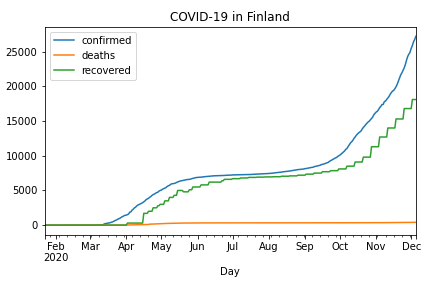 COVID-19 in Finland
confirmed
deaths
recovered
25000
20000
15000
10000
5000
0
Feb Mar Apr May Jun Jul Aug Sep Oct Nov Dec
2020
Day